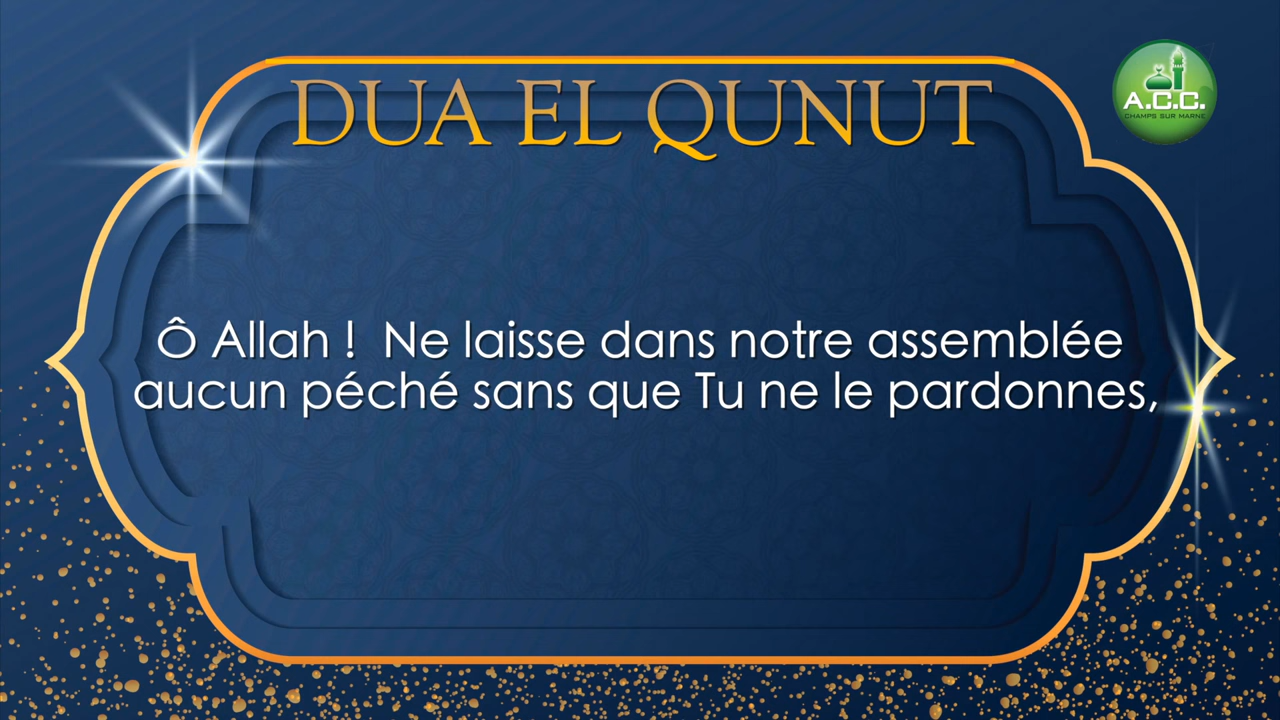 DUA EL QUNUT
A.C.C.
CHAMPS SUR MARNE
Ô Allah ! Ne laisse dans notre assemblée
aucun péché sans que Tu ne le pardonnes,